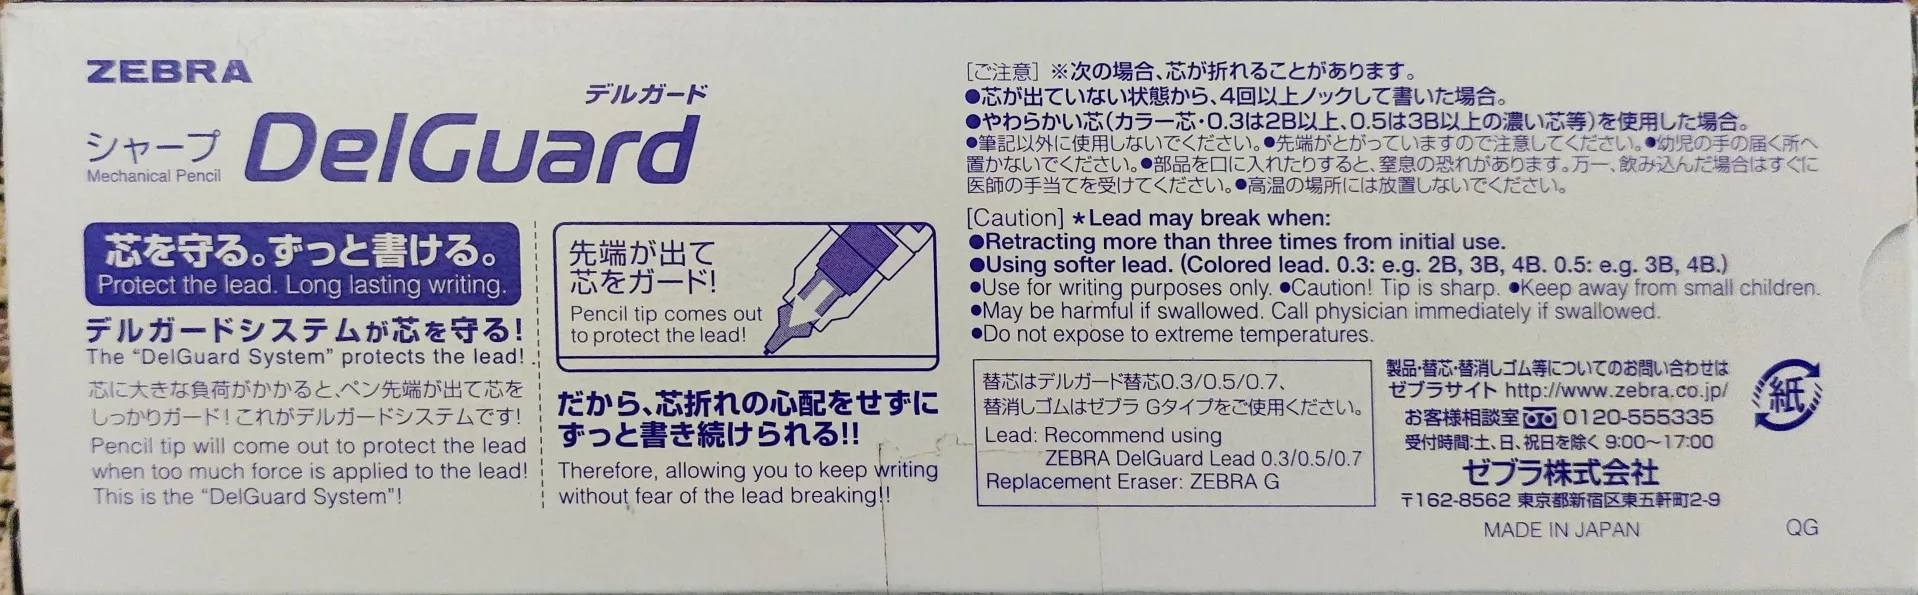 ZEBRA
デルガード
シャープ DelGuard
Mechanical Pencil
芯を守る。ずっと書ける。
Protect the lead. Long lasting writing.
デルガードシステムが芯を守る!
The “DelGuard System” protects the lead!
芯に大きな負荷がかかると、ペン先端が出て芯を
しっかりガード!これがデルガードシステムです!
Pencil tip will come out to protect the lead
when too much force is applied to the lead!
This is the “DelGuard System”!
先端が出て
芯をガード!
Pencil tip comes out
to protect the lead!
だから、芯折れの心配をせずに
ずっと書き続けられる!!
Therefore, allowing you to keep writing
without fear of the lead breaking!!
[ご注意] ※次の場合、芯が折れることがあります。
●芯が出ていない状態から、4回以上ノックして書いた場合。
●やわらかい芯(カラー芯・0.3は2B以上、0.5は3B以上の濃い芯等)を使用した場合。
●筆記以外に使用しないでください。●先端がとがっていますので注意してください。●幼児の手の届く所へ
置かないでください。●部品を口に入れたりすると、窒息の恐れがあります。万一、飲み込んだ場合はすぐに
医師の手当てを受けてください。●高温の場所には放置しないでください。
[Caution] *Lead may break when:
●Retracting more than three times from initial use.
●Using softer lead. (Colored lead. 0.3: e.g. 2B, 3B, 4B. 0.5: e.g. 3B, 4B.)
●Use for writing purposes only. ●Caution! Tip is sharp. ●Keep away from small children.
●May be harmful if swallowed. Call physician immediately if swallowed.
●Do not expose to extreme temperatures.
替芯はデルガード替芯0.3/0.5/0.7、
替消しゴムはゼブラ Gタイプをご使用ください。
Lead: Recommend using
ZEBRA DelGuard Lead 0.3/0.5/0.7
Replacement Eraser: ZEBRA G
製品・替芯・替消しゴム等についてのお問い合わせは
ゼブラサイト http://www.zebra.co.jp/
お客様相談室 0120-555335
受付時間:土、日、祝日を除く 9:00〜17:00
ゼブラ株式会社
〒162-8562 東京都新宿区東五軒町2-9
MADE IN JAPAN
紙
QG